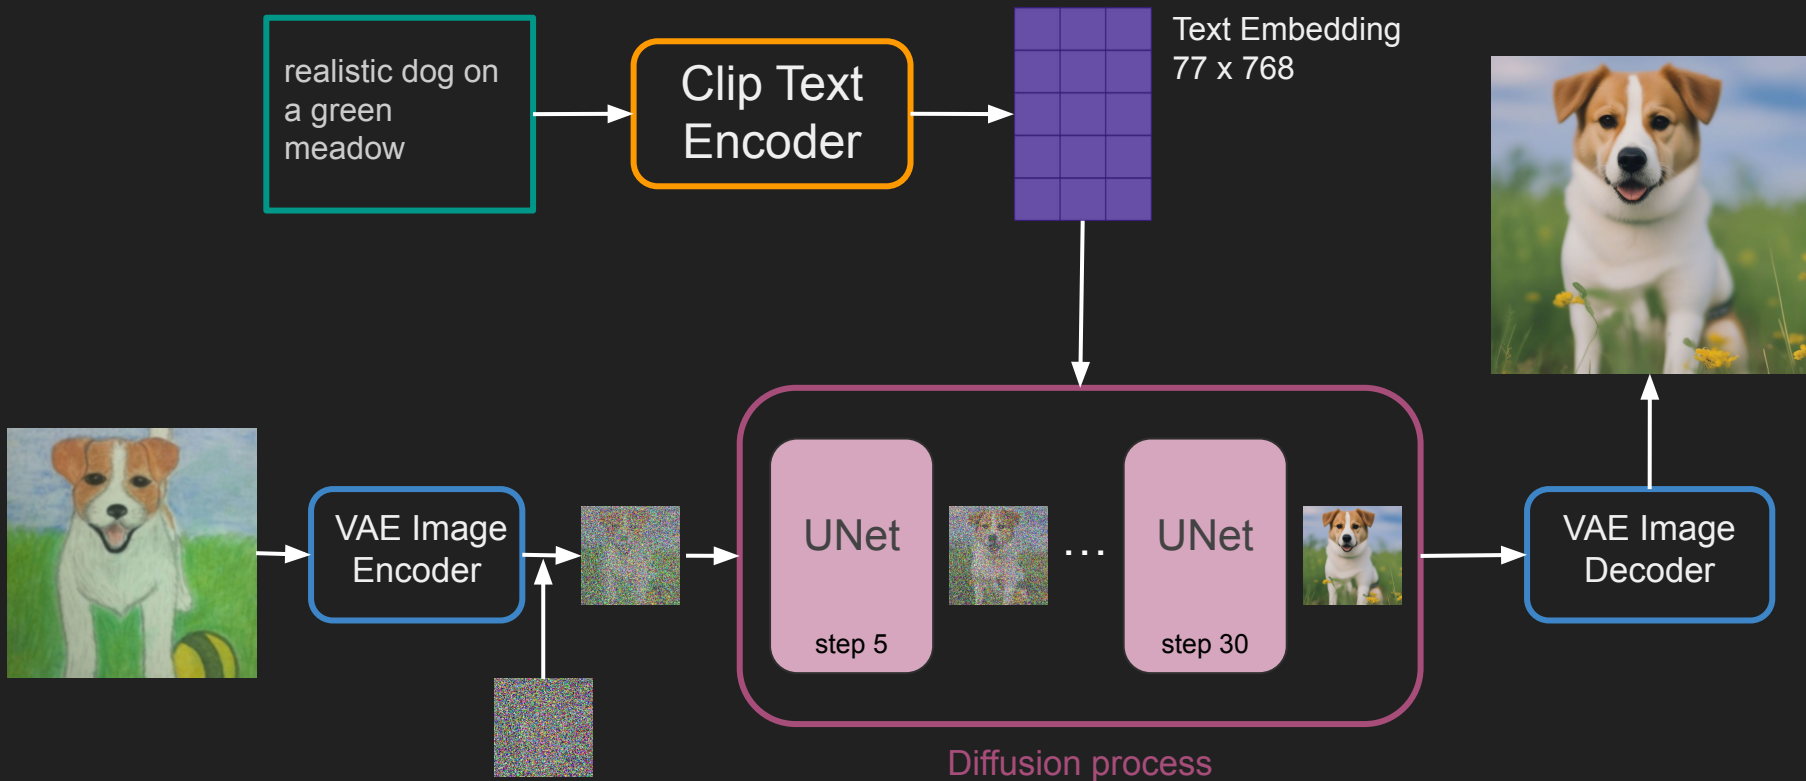 realistic dog on
a green
meadow
Clip Text
Encoder
Text Embedding
77 x 768
VAE Image
Encoder
UNet
step 5
...
UNet
step 30
VAE Image
Decoder
Diffusion process